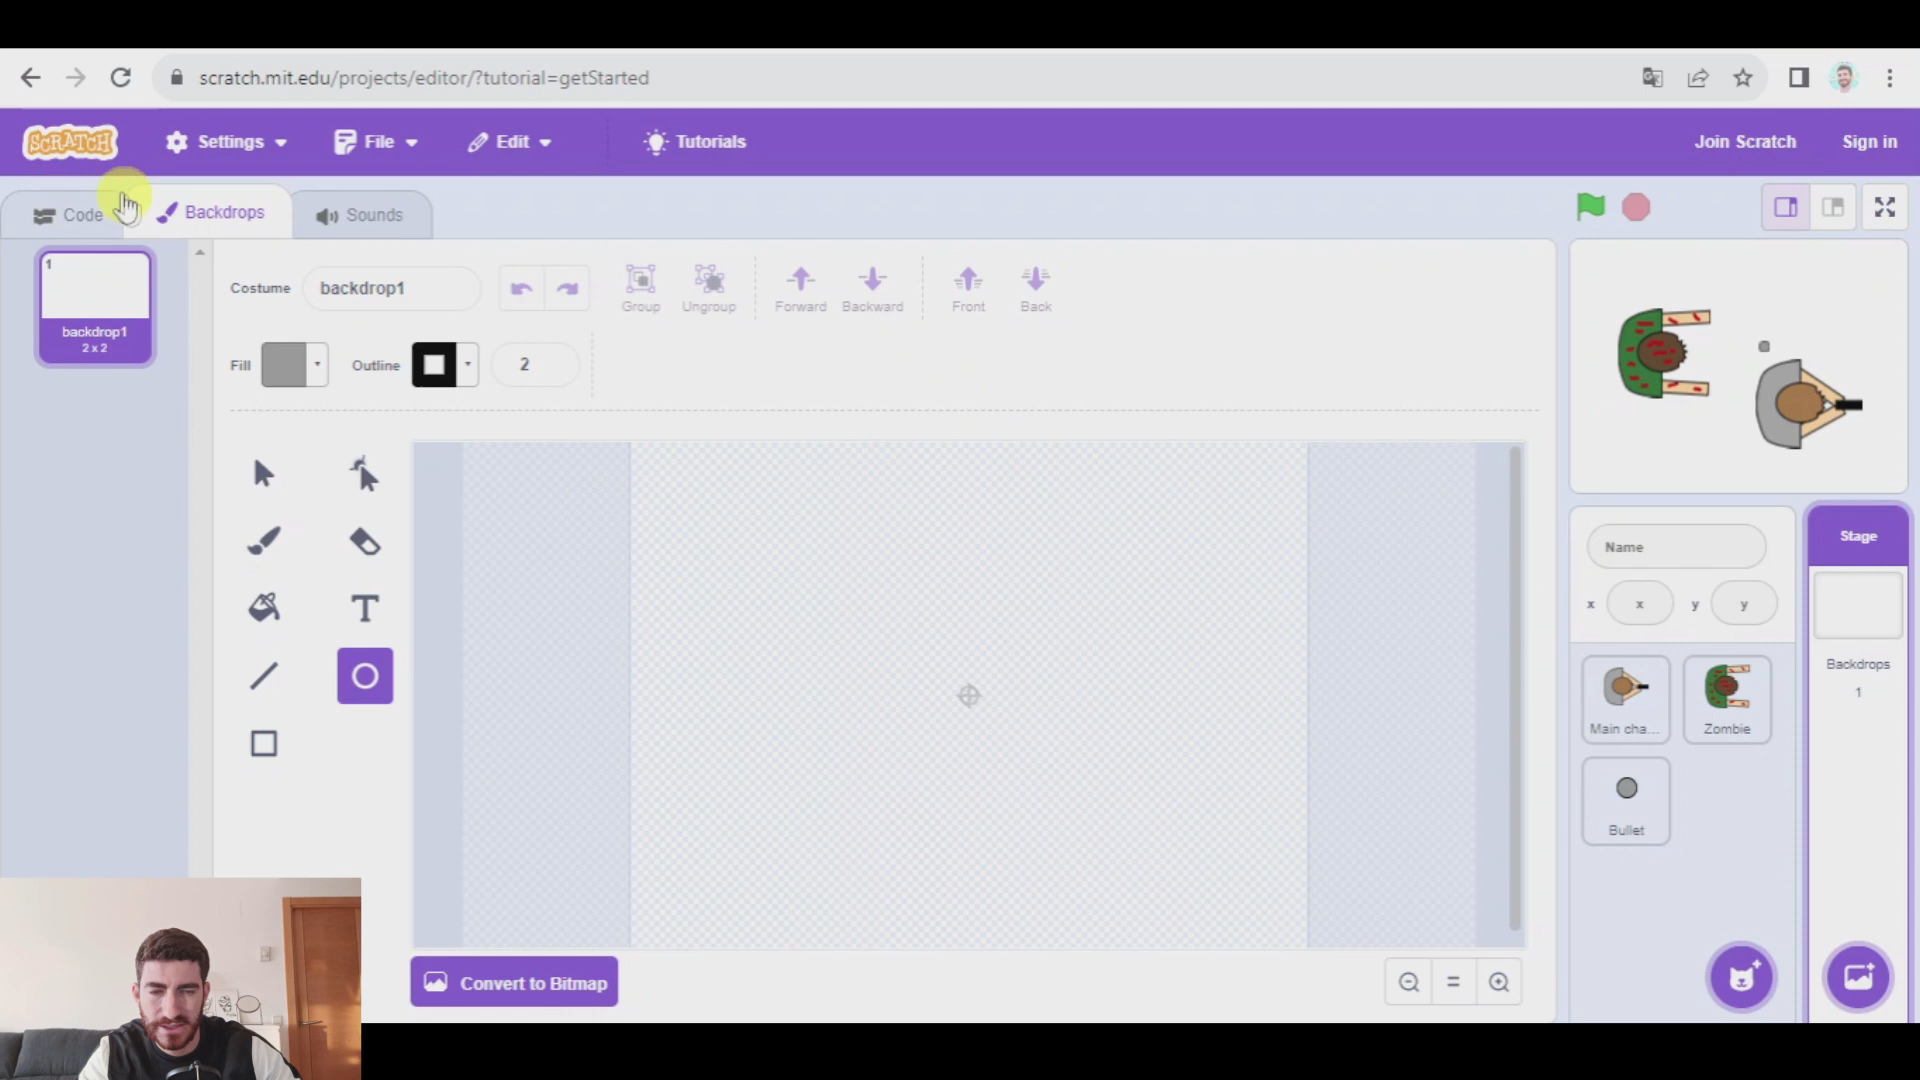 scratch.mit.edu/projects/editor/?tutorial=getStarted
SCRATCH
Settings
File
Edit
Tutorials
Join Scratch
Sign in
Code
Backdrops
Sounds
1
backdrop1
2 x 2
Costume
backdrop1
Group
Ungroup
Forward
Backward
Front
Back
Fill
Outline
2
Convert to Bitmap
Name
x
x
y
y
Main cha...
Zombie
Bullet
Stage
Backdrops
1